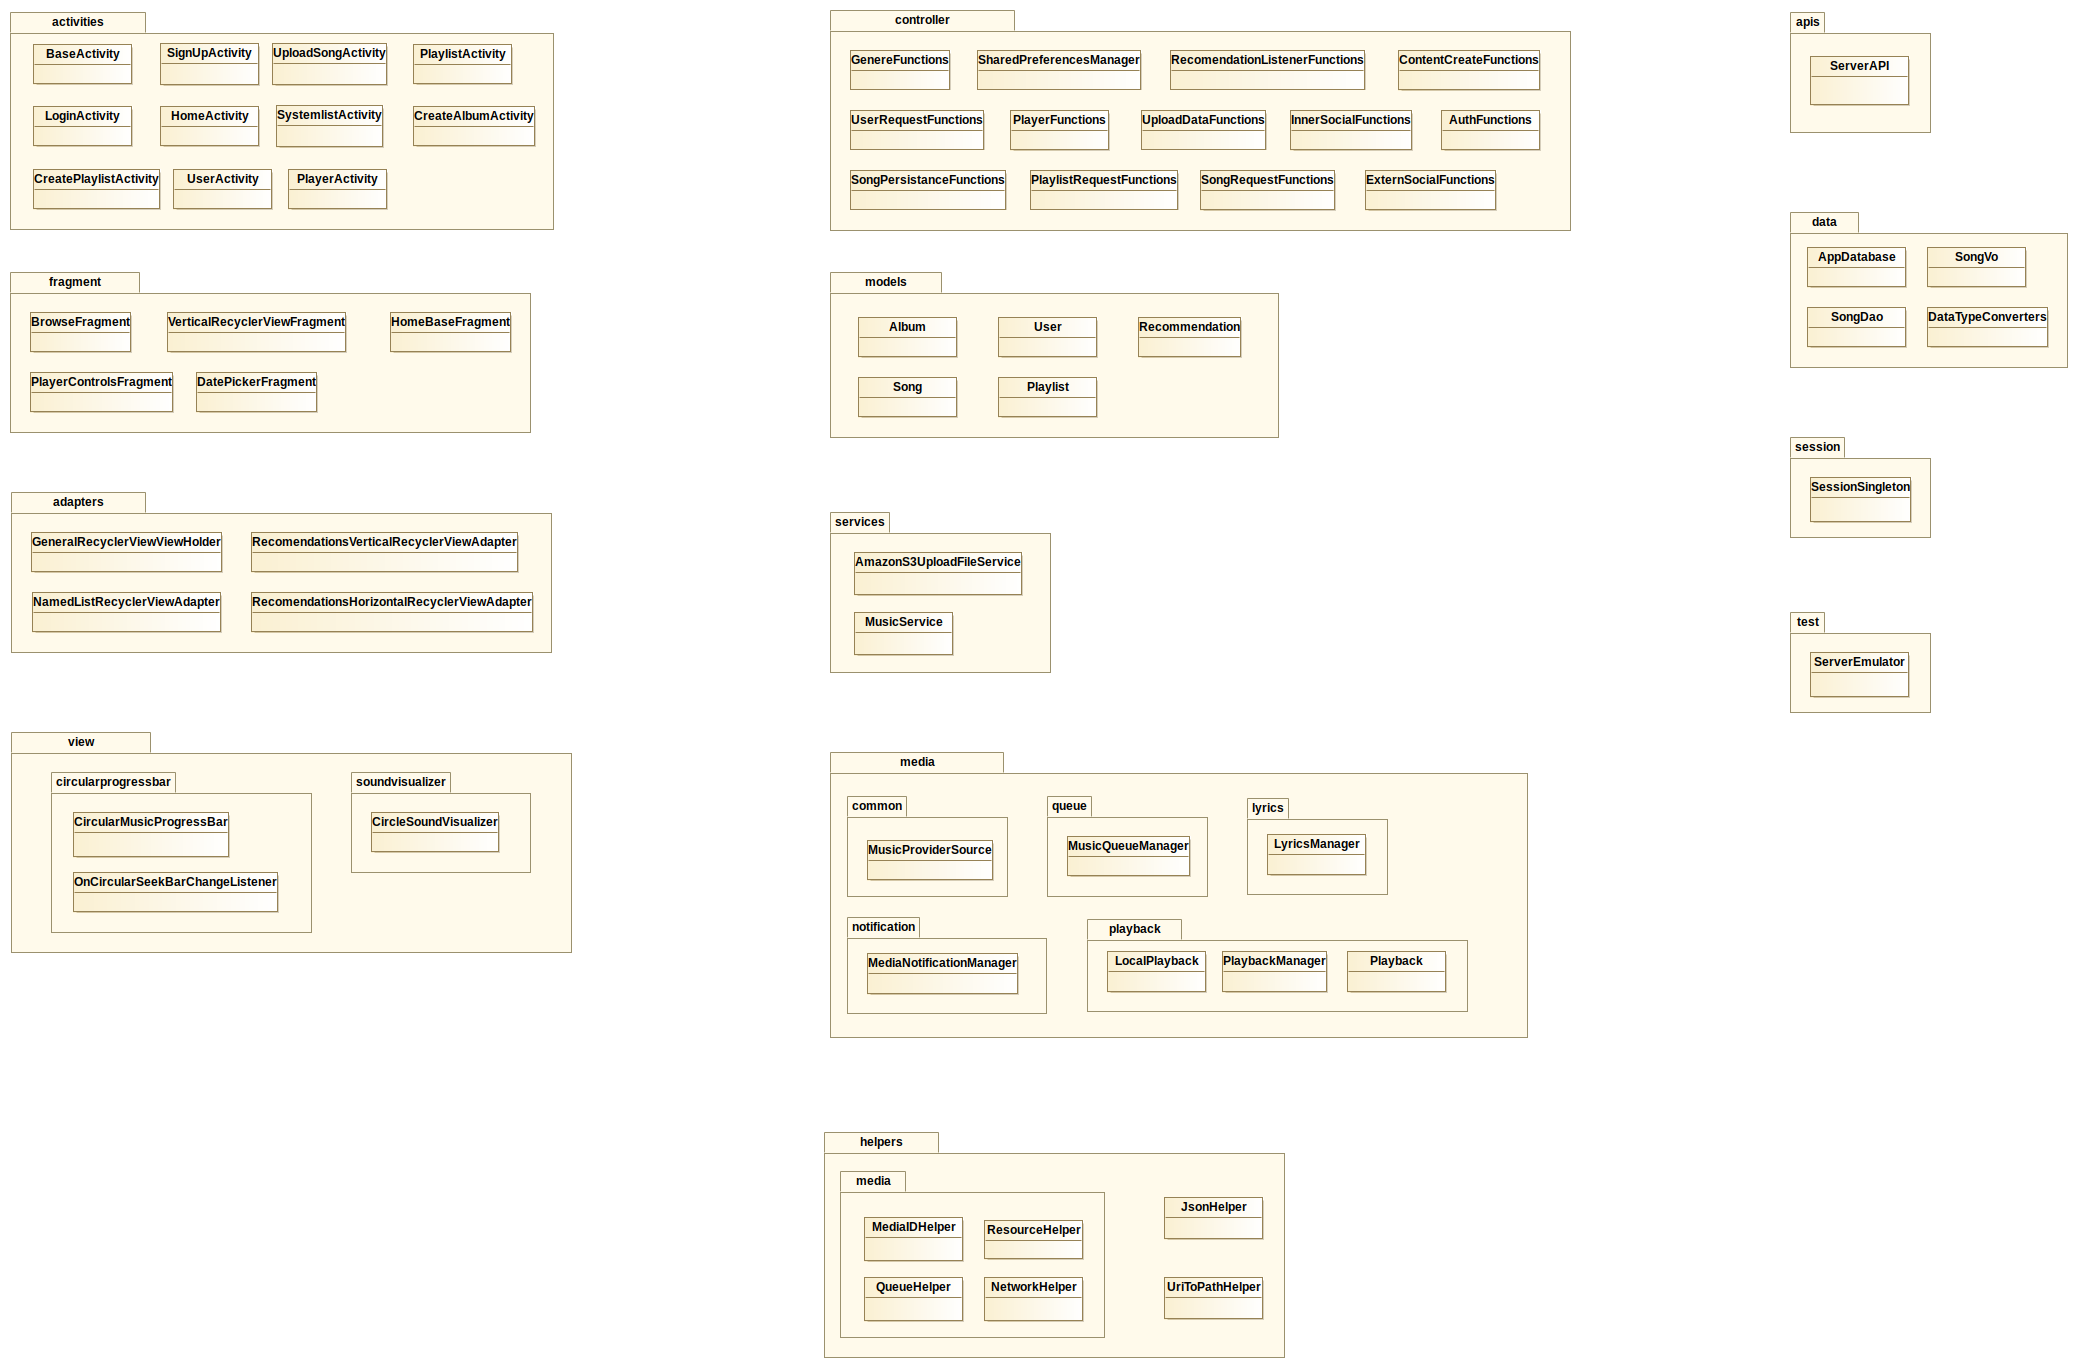 activities
BaseActivity
SignUpActivity
UploadSongActivity
PlaylistActivity
LoginActivity
HomeActivity
SystemlistActivity
CreateAlbumActivity
CreatePlaylistActivity
UserActivity
PlayerActivity
fragment
BrowseFragment
VerticalRecyclerViewFragment
HomeBaseFragment
PlayerControlsFragment
DatePickerFragment
adapters
GeneralRecyclerViewViewHolder
RecomendationsVerticalRecyclerViewAdapter
NamedListRecyclerViewAdapter
RecomendationsHorizontalRecyclerViewAdapter
view
circularprogressbar
CircularMusicProgressBar
OnCircularSeekBarChangeListener
soundvisualizer
CircleSoundVisualizer
controller
GenereFunctions
SharedPreferencesManager
RecomendationListenerFunctions
ContentCreateFunctions
UserRequestFunctions
PlayerFunctions
UploadDataFunctions
InnerSocialFunctions
AuthFunctions
SongPersistanceFunctions
PlaylistRequestFunctions
SongRequestFunctions
ExternSocialFunctions
models
Album
User
Recommendation
Song
Playlist
services
AmazonS3UploadFileService
MusicService
media
common
MusicProviderSource
queue
MusicQueueManager
lyrics
LyricsManager
notification
MediaNotificationManager
playback
LocalPlayback
PlaybackManager
Playback
helpers
media
MediaIDHelper
ResourceHelper
QueueHelper
NetworkHelper
JsonHelper
UriToPathHelper
apis
ServerAPI
data
AppDatabase
SongVo
SongDao
DataTypeConverters
session
SessionSingleton
test
ServerEmulator